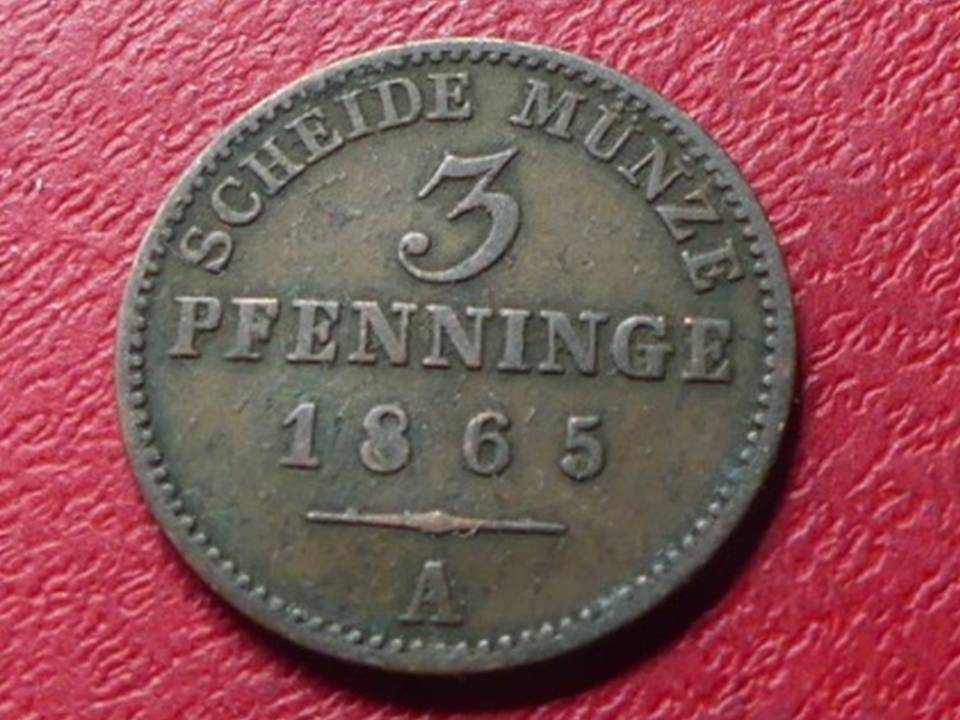 SCHEIDE MÜNZE
3
PFENNINGE
1865
A